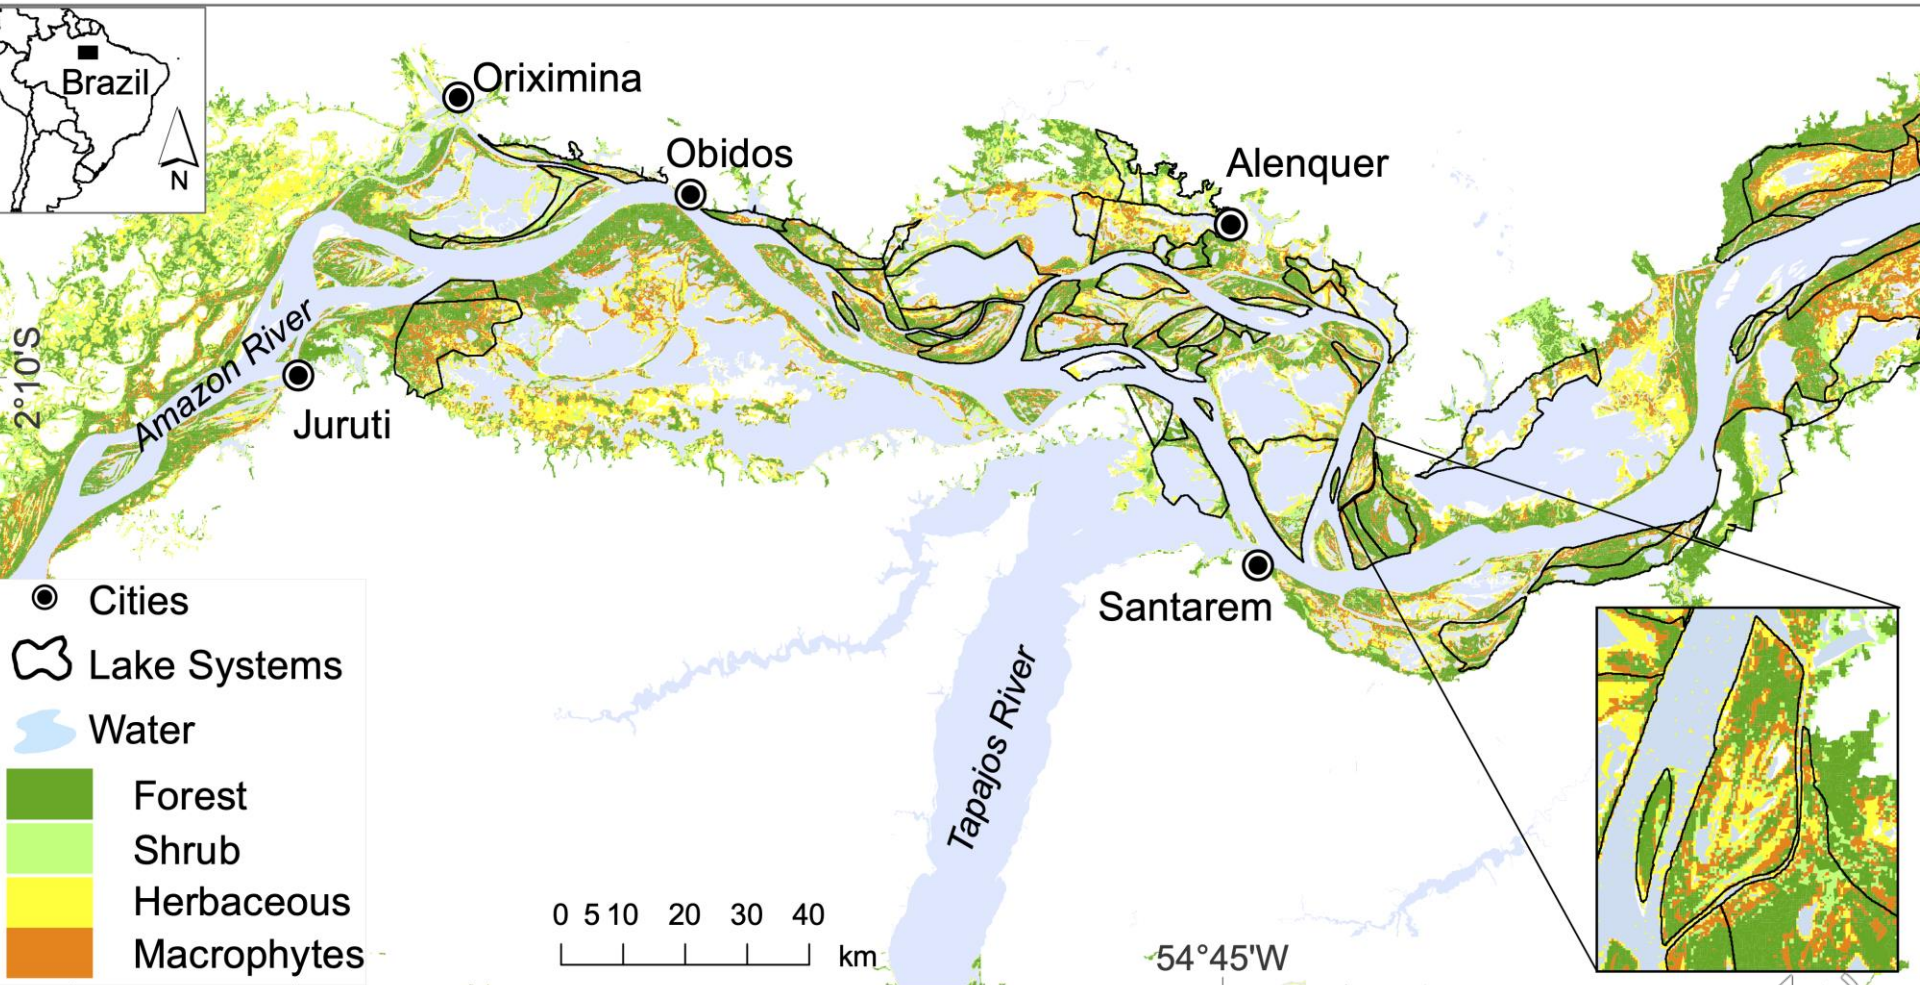 Brazil
N
Oriximina
Obidos
Alenquer
2°10'S
Amazon River
Juruti
Santarem
Tapajos River
Cities
Lake Systems
Water
Forest
Shrub
Herbaceous
Macrophytes
0 5 10 20 30 40
km
54°45'W